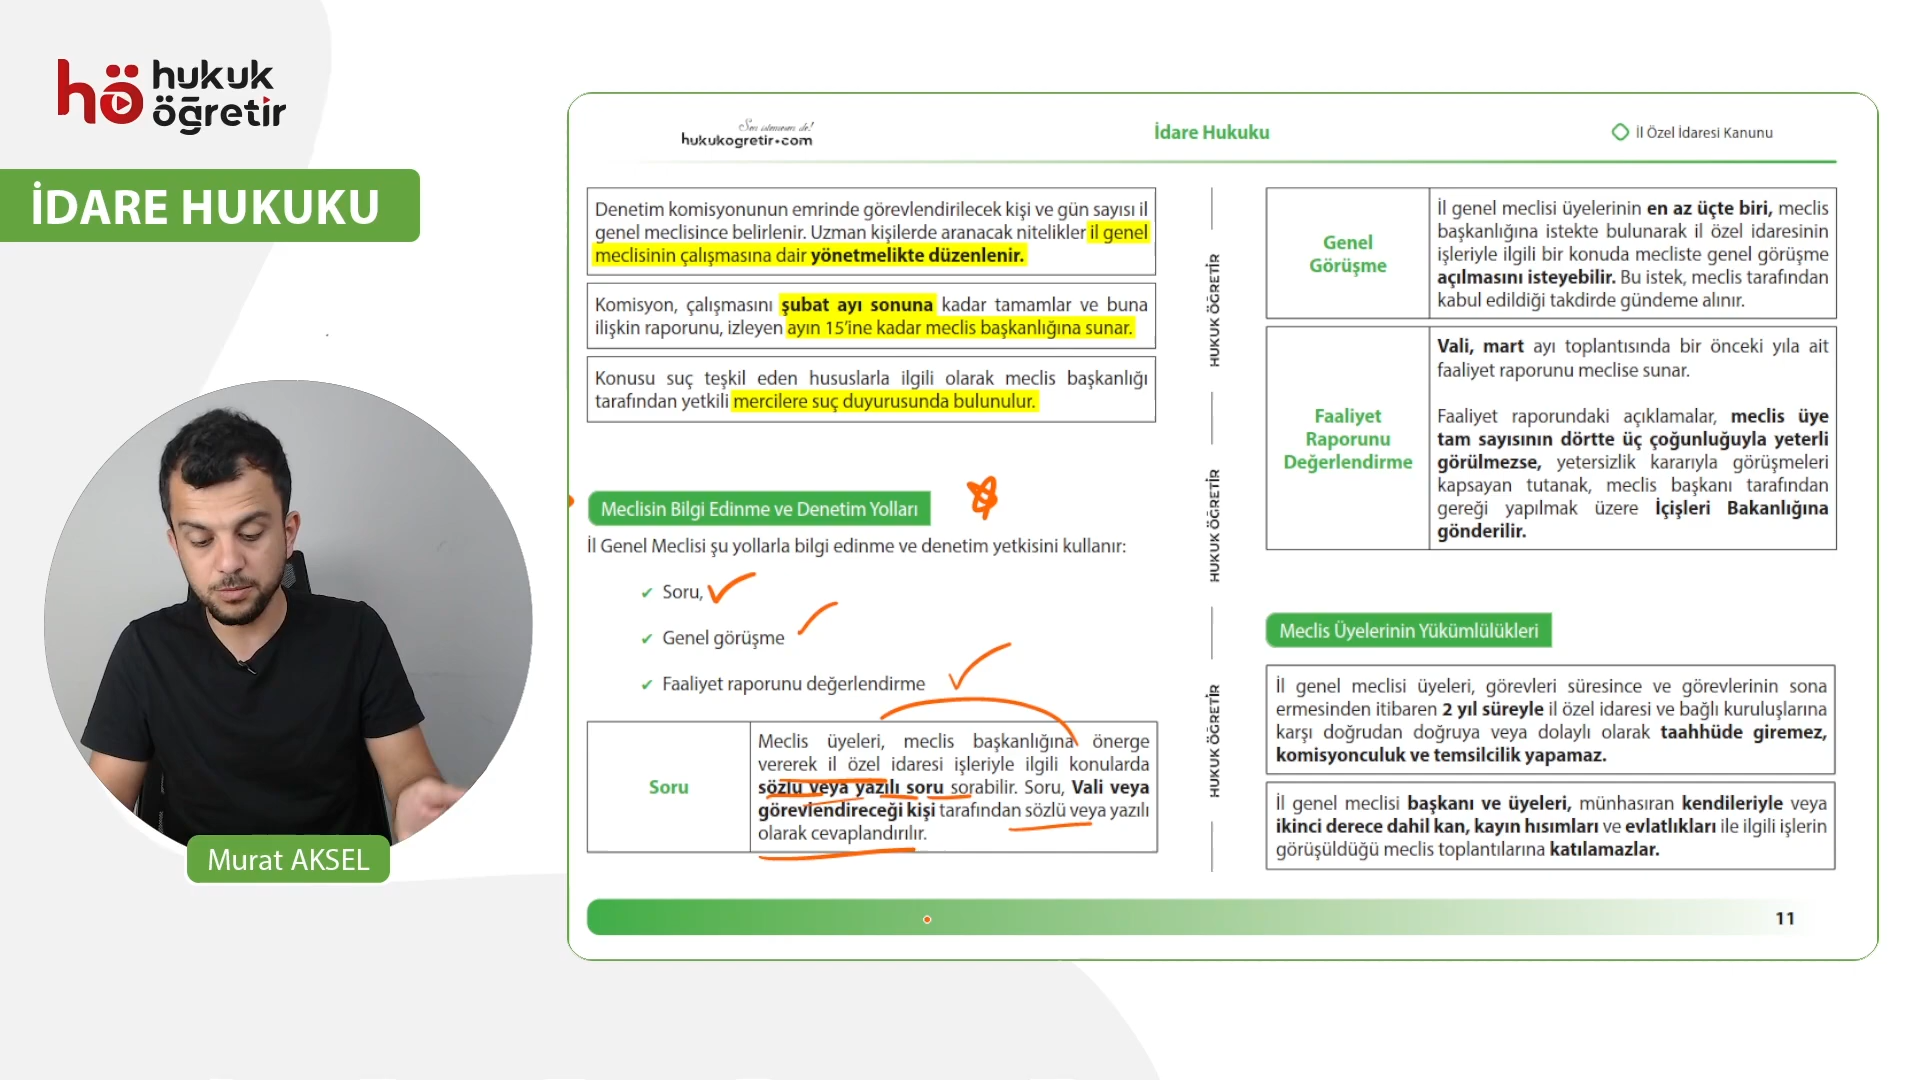 hukuk
öğretir
İDARE HUKUKU
Murat AKSEL
Sen istemesen de!
hukukogretir•com
İdare Hukuku
İl Özel İdaresi Kanunu
Denetim komisyonunun emrinde görevlendirilecek kişi ve gün sayısı il
genel meclisince belirlenir. Uzman kişilerde aranacak nitelikler il genel
meclisinin çalışmasına dair yönetmelikte düzenlenir.
Komisyon, çalışmasını şubat ayı sonuna kadar tamamlar ve buna
ilişkin raporunu, izleyen ayın 15’ine kadar meclis başkanlığına sunar.
Konusu suç teşkil eden hususlarla ilgili olarak meclis başkanlığı
tarafından yetkili mercilere suç duyurusunda bulunulur.
Meclisin Bilgi Edinme ve Denetim Yolları
İl Genel Meclisi şu yollarla bilgi edinme ve denetim yetkisini kullanır:
✔ Soru,
✔ Genel görüşme
✔ Faaliyet raporunu değerlendirme
Soru
Meclis üyeleri, meclis başkanlığına önerge
vererek il özel idaresi işleriyle ilgili konularda
sözlü veya yazılı soru sorabilir. Soru, Vali veya
görevlendireceği kişi tarafından sözlü veya yazılı
olarak cevaplandırılır.
HUKUK ÖĞRETİR
HUKUK ÖĞRETİR
HUKUK ÖĞRETİR
Genel
Görüşme
İl genel meclisi üyelerinin en az üçte biri, meclis
başkanlığına istekte bulunarak il özel idaresinin
işleriyle ilgili bir konuda mecliste genel görüşme
açılmasını isteyebilir. Bu istek, meclis tarafından
kabul edildiği takdirde gündeme alınır.
Faaliyet
Raporunu
Değerlendirme
Vali, mart ayı toplantısında bir önceki yıla ait
faaliyet raporunu meclise sunar.
Faaliyet raporundaki açıklamalar, meclis üye
tam sayısının dörtte üç çoğunluğuyla yeterli
görülmezse, yetersizlik kararıyla görüşmeleri
kapsayan tutanak, meclis başkanı tarafından
gereği yapılmak üzere İçişleri Bakanlığına
gönderilir.
Meclis Üyelerinin Yükümlülükleri
İl genel meclisi üyeleri, görevleri süresince ve görevlerinin sona
ermesinden itibaren 2 yıl süreyle il özel idaresi ve bağlı kuruluşlarına
karşı doğrudan doğruya veya dolaylı olarak taahhüde giremez,
komisyonculuk ve temsilcilik yapamaz.
İl genel meclisi başkanı ve üyeleri, münhasıran kendileriyle veya
ikinci derece dahil kan, kayın hısımları ve evlatlıkları ile ilgili işlerin
görüşüldüğü meclis toplantılarına katılamazlar.
11